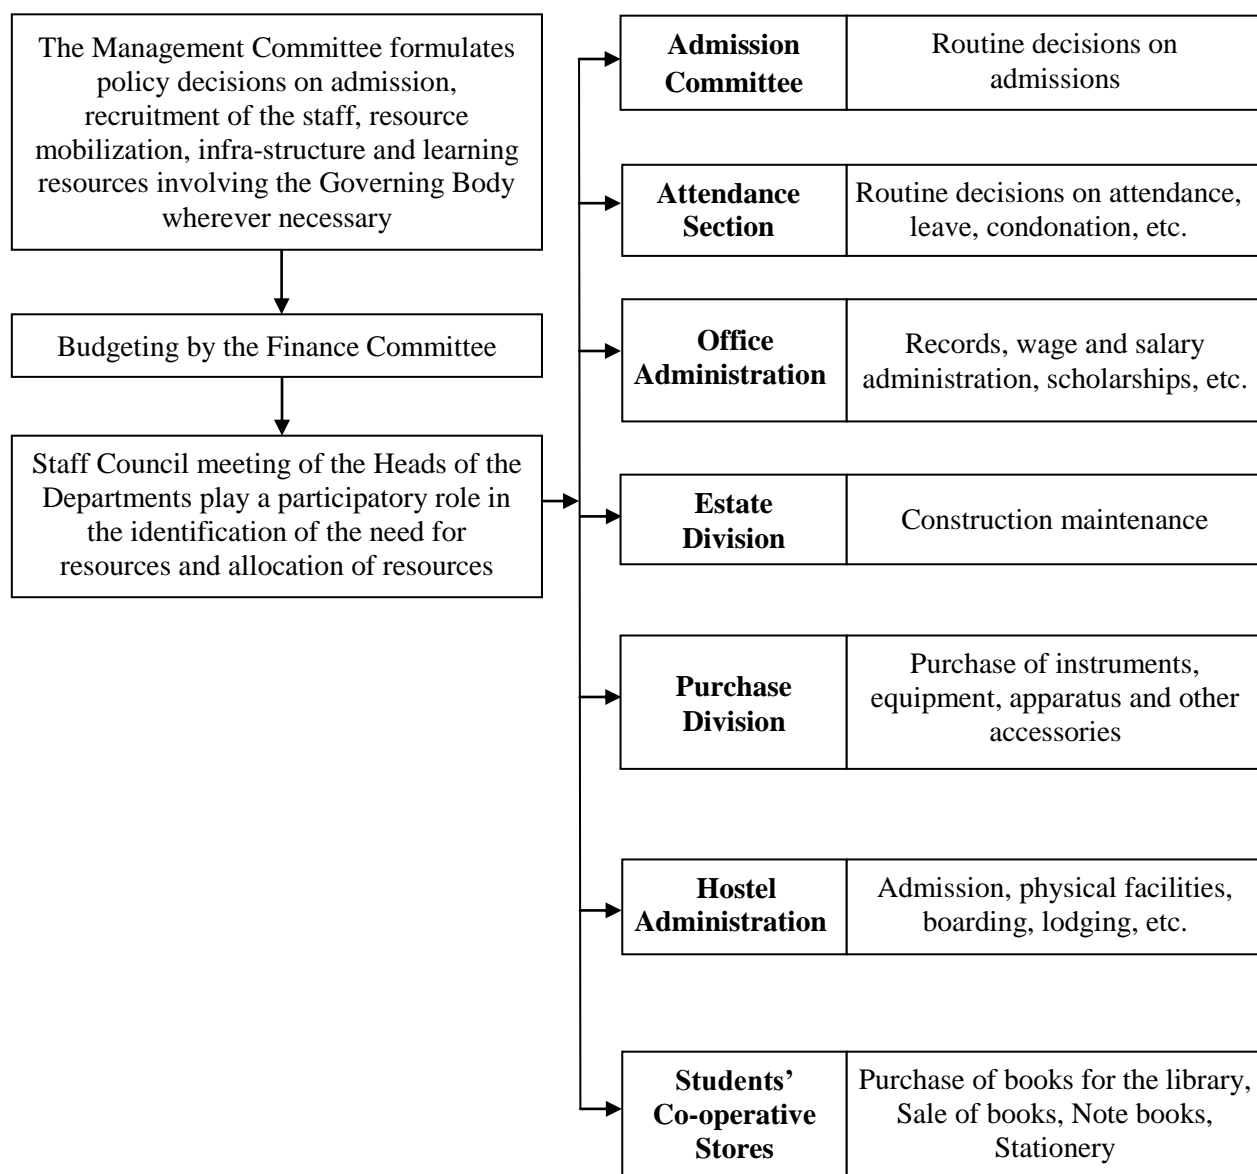 The Management Committee formulates
policy decisions on admission,
recruitment of the staff, resource
mobilization, infra-structure and learning
resources involving the Governing Body
wherever necessary
Budgeting by the Finance Committee
Staff Council meeting of the Heads of the
Departments play a participatory role in
the identification of the need for
resources and allocation of resources
Admission
Committee
Routine decisions on
admissions
Attendance
Section
Routine decisions on attendance,
leave, condonation, etc.
Office
Administration
Records, wage and salary
administration, scholarships, etc.
Estate
Division
Construction maintenance
Purchase
Division
Purchase of instruments,
equipment, apparatus and other
accessories
Hostel
Administration
Admission, physical facilities,
boarding, lodging, etc.
Students’
Co-operative
Stores
Purchase of books for the library,
Sale of books, Note books,
Stationery